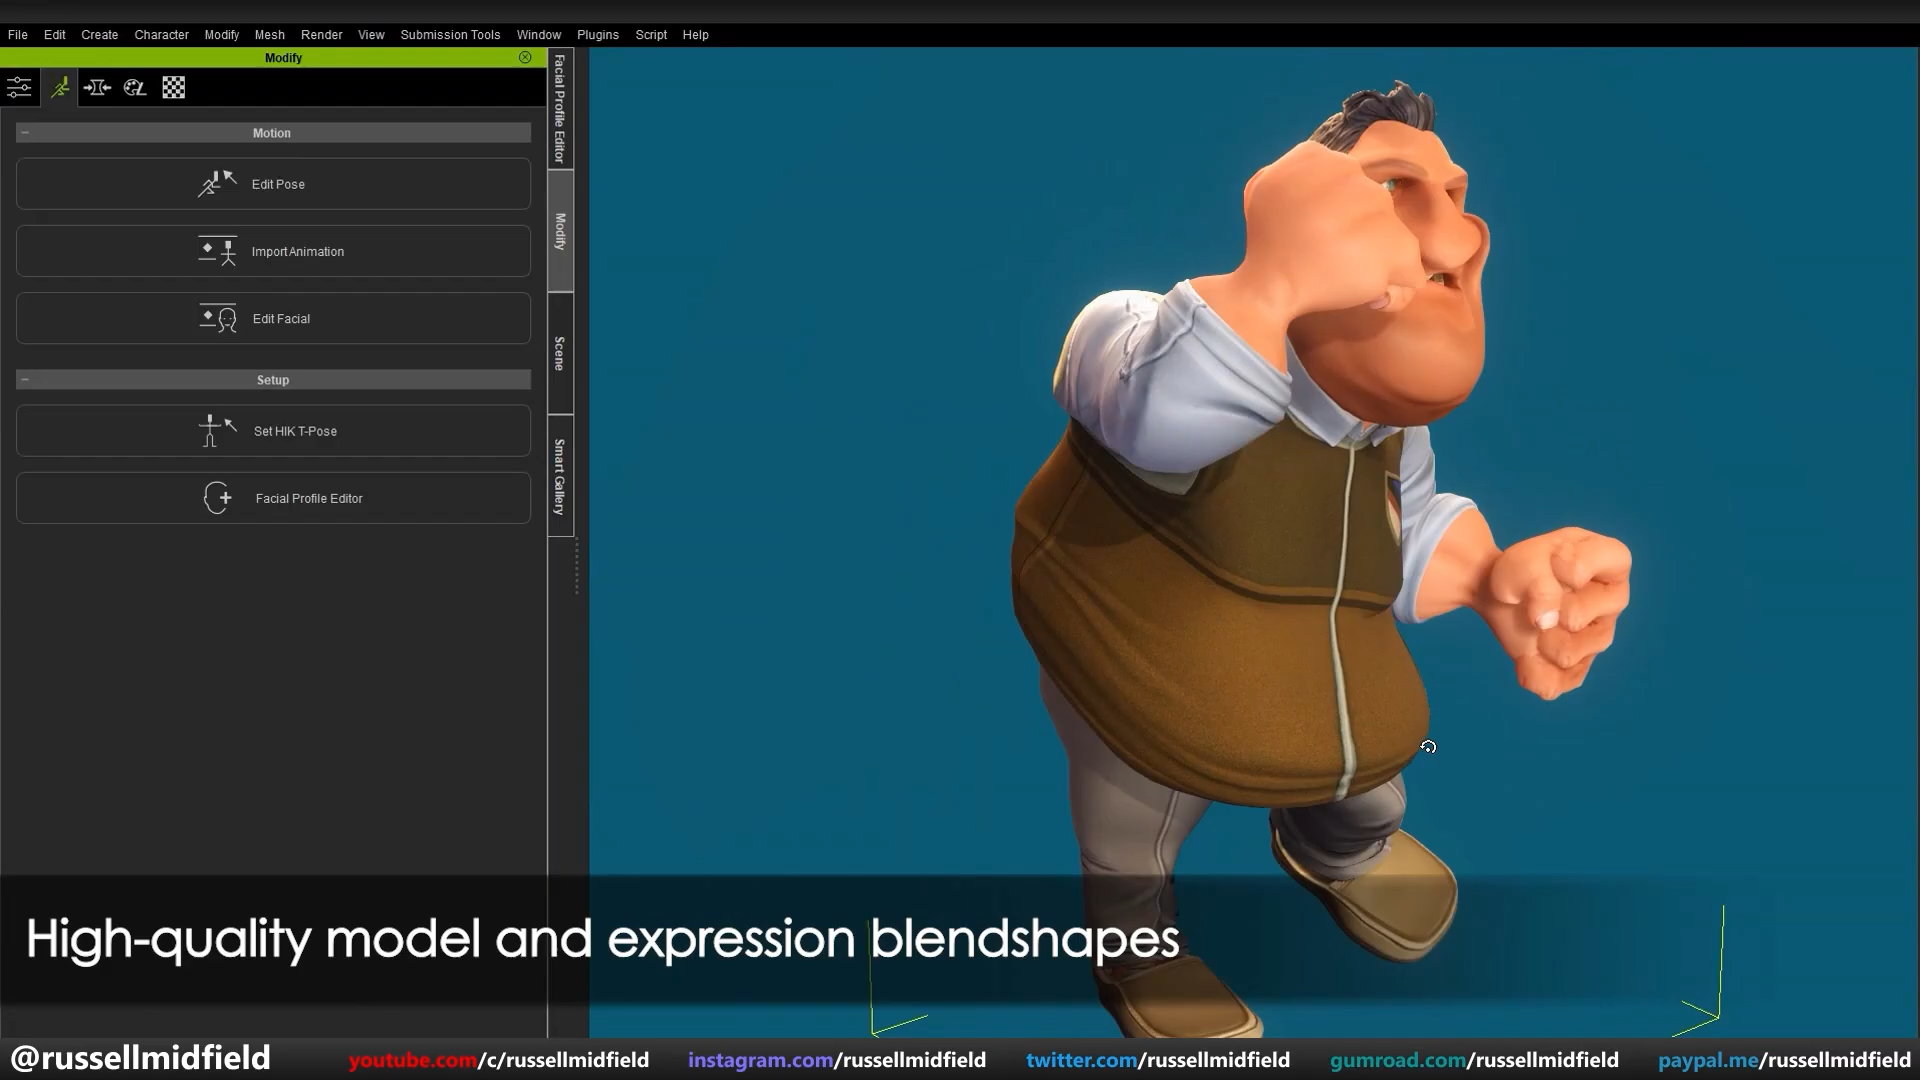 File Edit Create Character Modify Mesh Render View Submission Tools Window Plugins Script Help
Modify
Motion
Edit Pose
Import Animation
Edit Facial
Setup
Set HIK T-Pose
Facial Profile Editor
Facial Profile Editor
Modify
Scene
Smart Gallery
High-quality model and expression blendshapes
@russellmidfield youtube.com/c/russellmidfield instagram.com/russellmidfield twitter.com/russellmidfield gumroad.com/russellmidfield paypal.me/russellmidfield